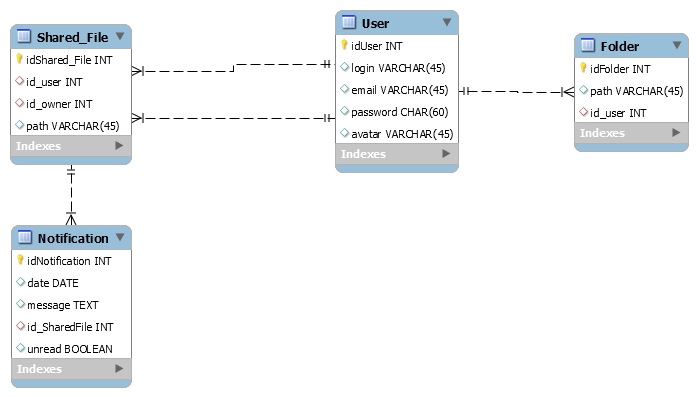 Shared_File
idShared_File INT
id_user INT
id_owner INT
path VARCHAR(45)
Indexes
User
idUser INT
login VARCHAR(45)
email VARCHAR(45)
password CHAR(60)
avatar VARCHAR(45)
Indexes
Folder
idFolder INT
path VARCHAR(45)
id_user INT
Indexes
Notification
idNotification INT
date DATE
message TEXT
id_SharedFile INT
unread BOOLEAN
Indexes